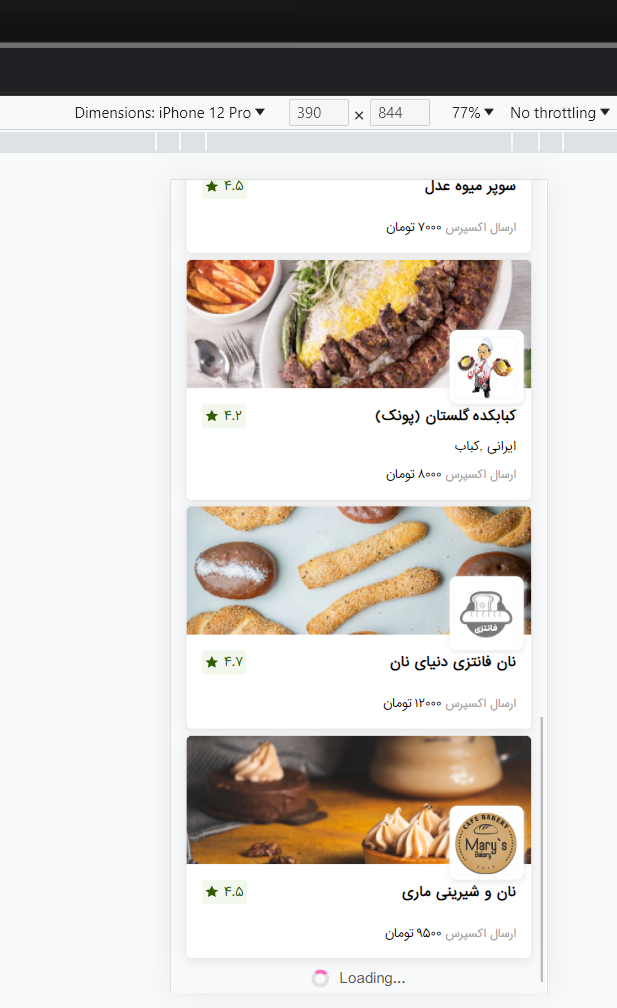 Dimensions: iPhone 12 Pro 390 × 844 77% No throttling
سوپر میوه عدل ۴.۵
ارسال اکسپرس ۷۰۰۰ تومان
کبابکده گلستان (پونک) ۴.۲
ایرانی ,کباب
ارسال اکسپرس ۸۰۰۰ تومان
فانتزی
نان فانتزی دنیای نان ۴.۷
ارسال اکسپرس ۱۲۰۰۰ تومان
CAFE BAKERY
Mary's
Bakery
نان و شیرینی ماری ۴.۵
ارسال اکسپرس ۹۵۰۰ تومان
Loading...